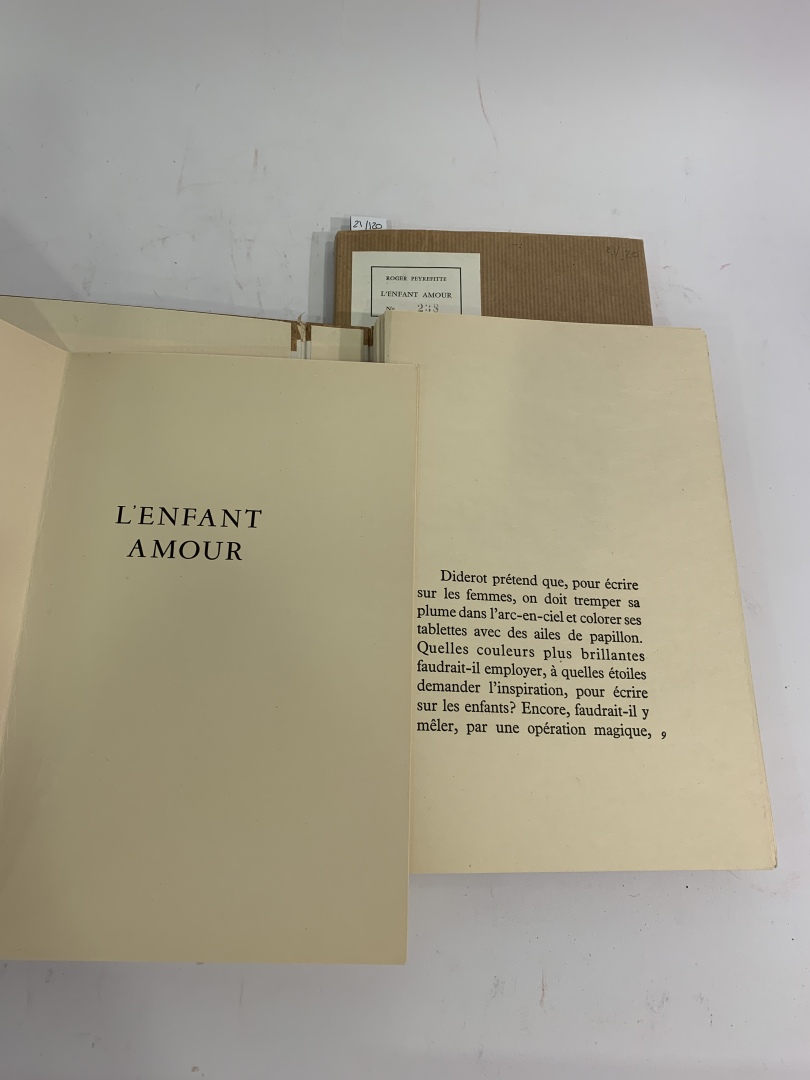 21/120
ROGER PEYREFITTE
L'ENFANT AMOUR
No 238
L'ENFANT
AMOUR
Diderot prétend que, pour écrire
sur les femmes, on doit tremper sa
plume dans l'arc-en-ciel et colorer ses
tablettes avec des ailes de papillon.
Quelles couleurs plus brillantes
faudrait-il employer, à quelles étoiles
demander l'inspiration, pour écrire
sur les enfants? Encore, faudrait-il y
mêler, par une opération magique, 9